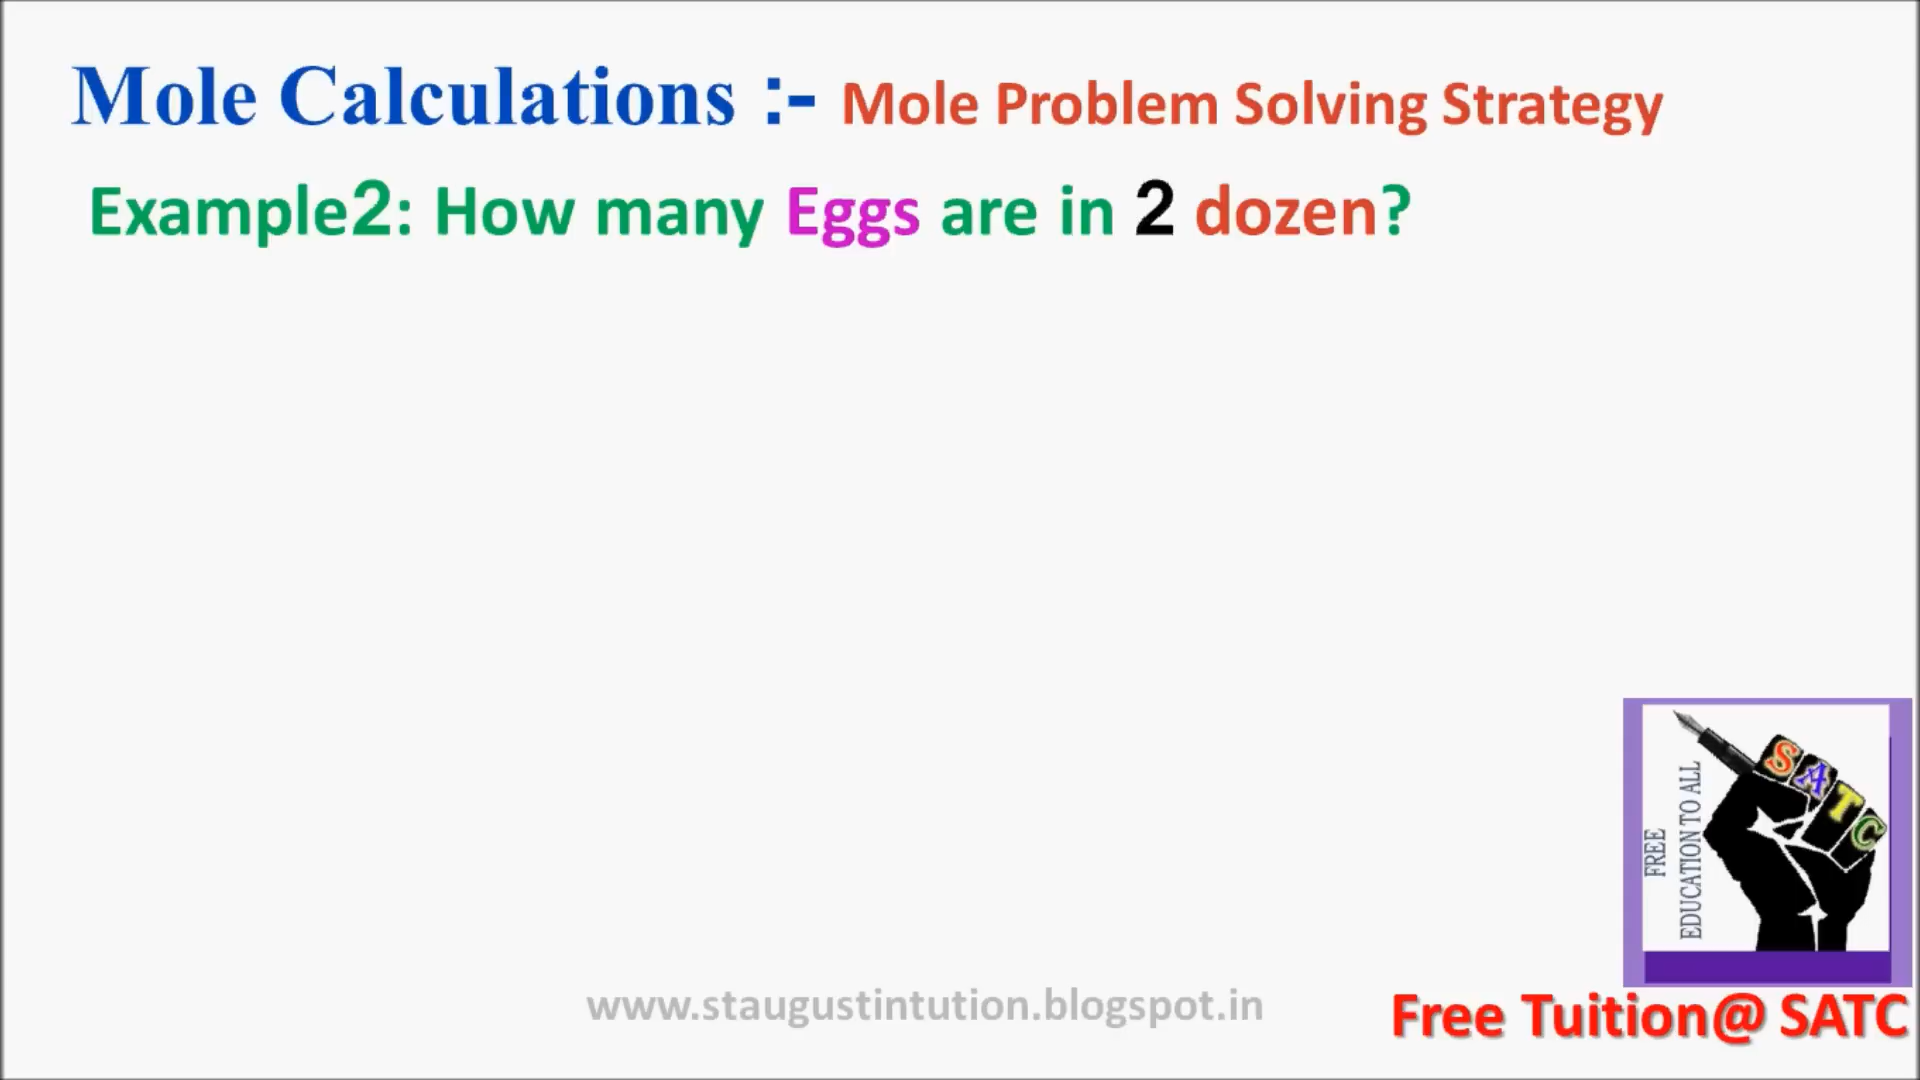 Mole Calculations :- Mole Problem Solving Strategy
Example2: How many Eggs are in 2 dozen?
SATC
FREE
EDUCATION TO ALL
www.staugustintution.blogspot.in
Free Tuition@ SATC